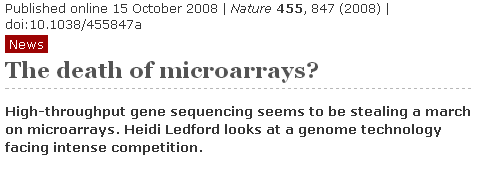 Published online 15 October 2008 | Nature 455, 847 (2008) |
doi:10.1038/455847a
News
The death of microarrays?
High-throughput gene sequencing seems to be stealing a march
on microarrays. Heidi Ledford looks at a genome technology
facing intense competition.